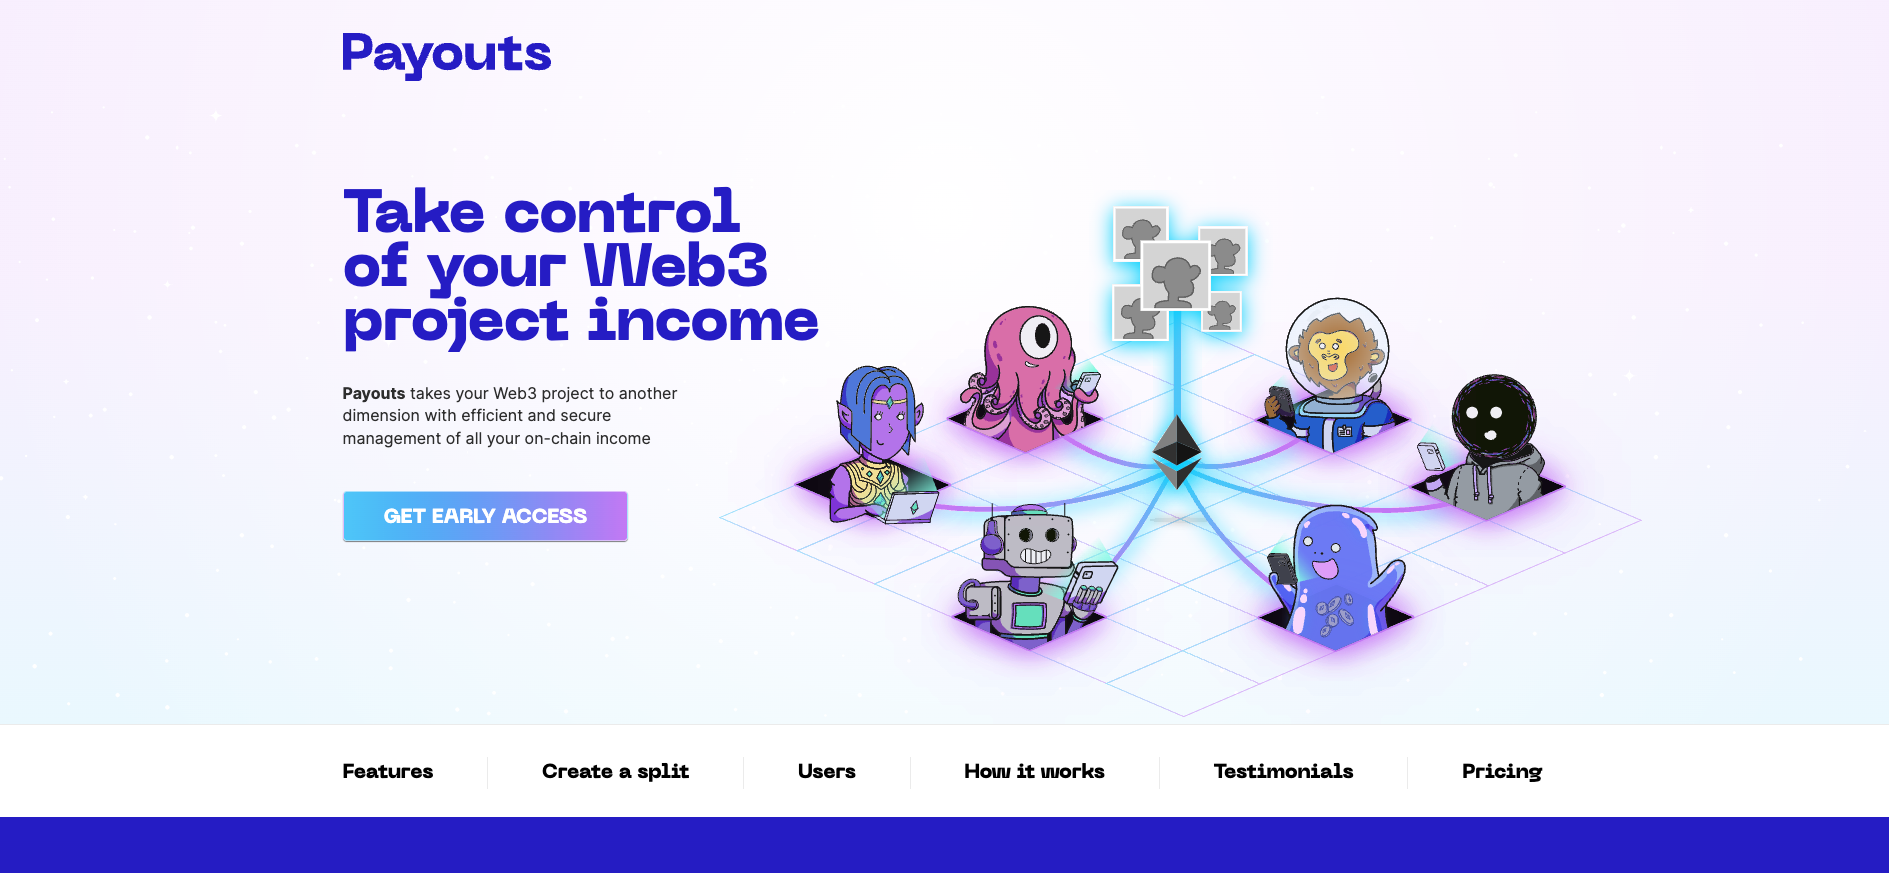 Payouts
Take control
of your Web3
project income
Payouts takes your Web3 project to another
dimension with efficient and secure
management of all your on-chain income
GET EARLY ACCESS
Features
Create a split
Users
How it works
Testimonials
Pricing